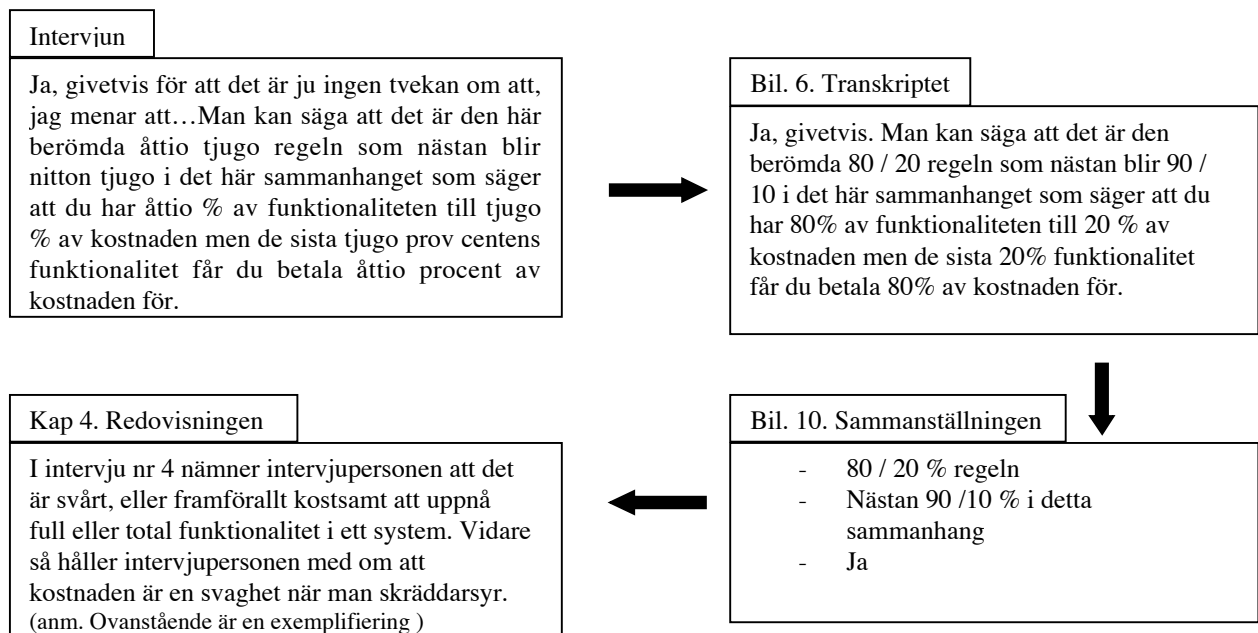 Intervjun
Ja, givetvis för att det är ju ingen tvekan om att,
jag menar att…Man kan säga att det är den här
berömda åttio tjugo regeln som nästan blir
nitton tjugo i det här sammanhanget som säger
att du har åttio % av funktionaliteten till tjugo
% av kostnaden men de sista tjugo prov centens
funktionalitet får du betala åttio procent av
kostnaden för.
Bil. 6. Transkriptet
Ja, givetvis. Man kan säga att det är den
berömda 80 / 20 regeln som nästan blir 90 /
10 i det här sammanhanget som säger att du
har 80% av funktionaliteten till 20 % av
kostnaden men de sista 20% funktionalitet
får du betala 80% av kostnaden för.
Bil. 10. Sammanställningen
- 80 / 20 % regeln
- Nästan 90 /10 % i detta
sammanhang
- Ja
Kap 4. Redovisningen
I intervju nr 4 nämner intervjupersonen att det
är svårt, eller framförallt kostsamt att uppnå
full eller total funktionalitet i ett system. Vidare
så håller intervjupersonen med om att
kostnaden är en svaghet när man skräddarsyr.
(anm. Ovanstående är en exemplifiering )